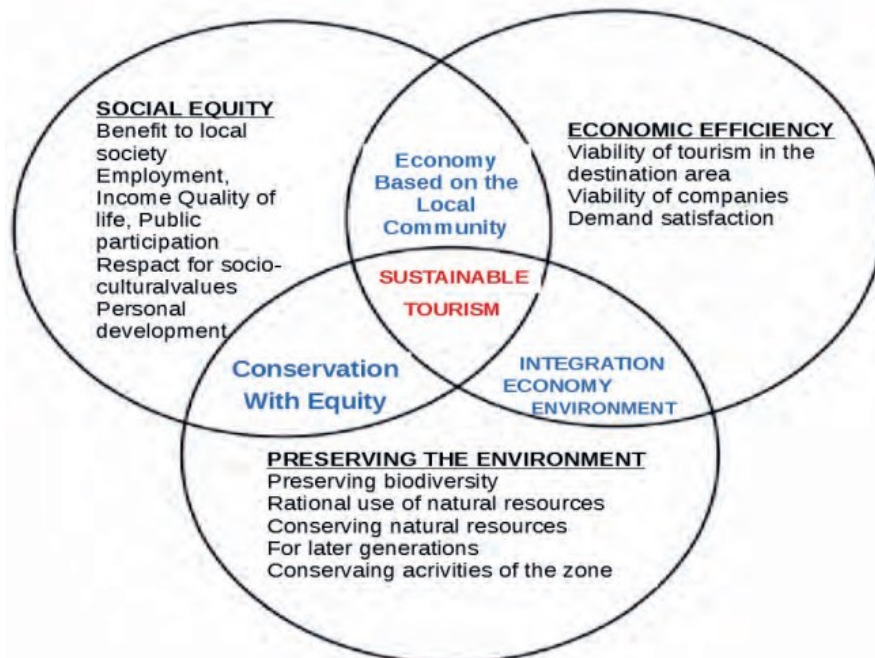 SOCIAL EQUITY
Benefit to local
society
Employment,
Income Quality of
life, Public
participation
Respact for socio-
culturalvalues
Personal
development
Economy
Based on the
Local
Community
ECONOMIC EFFICIENCY
Viability of tourism in the
destination area
Viability of companies
Demand satisfaction
SUSTAINABLE
TOURISM
Conservation
With Equity
INTEGRATION
ECONOMY
ENVIRONMENT
PRESERVING THE ENVIRONMENT
Preserving biodiversity
Rational use of natural resources
Conserving natural resources
For later generations
Conservaing acrivities of the zone